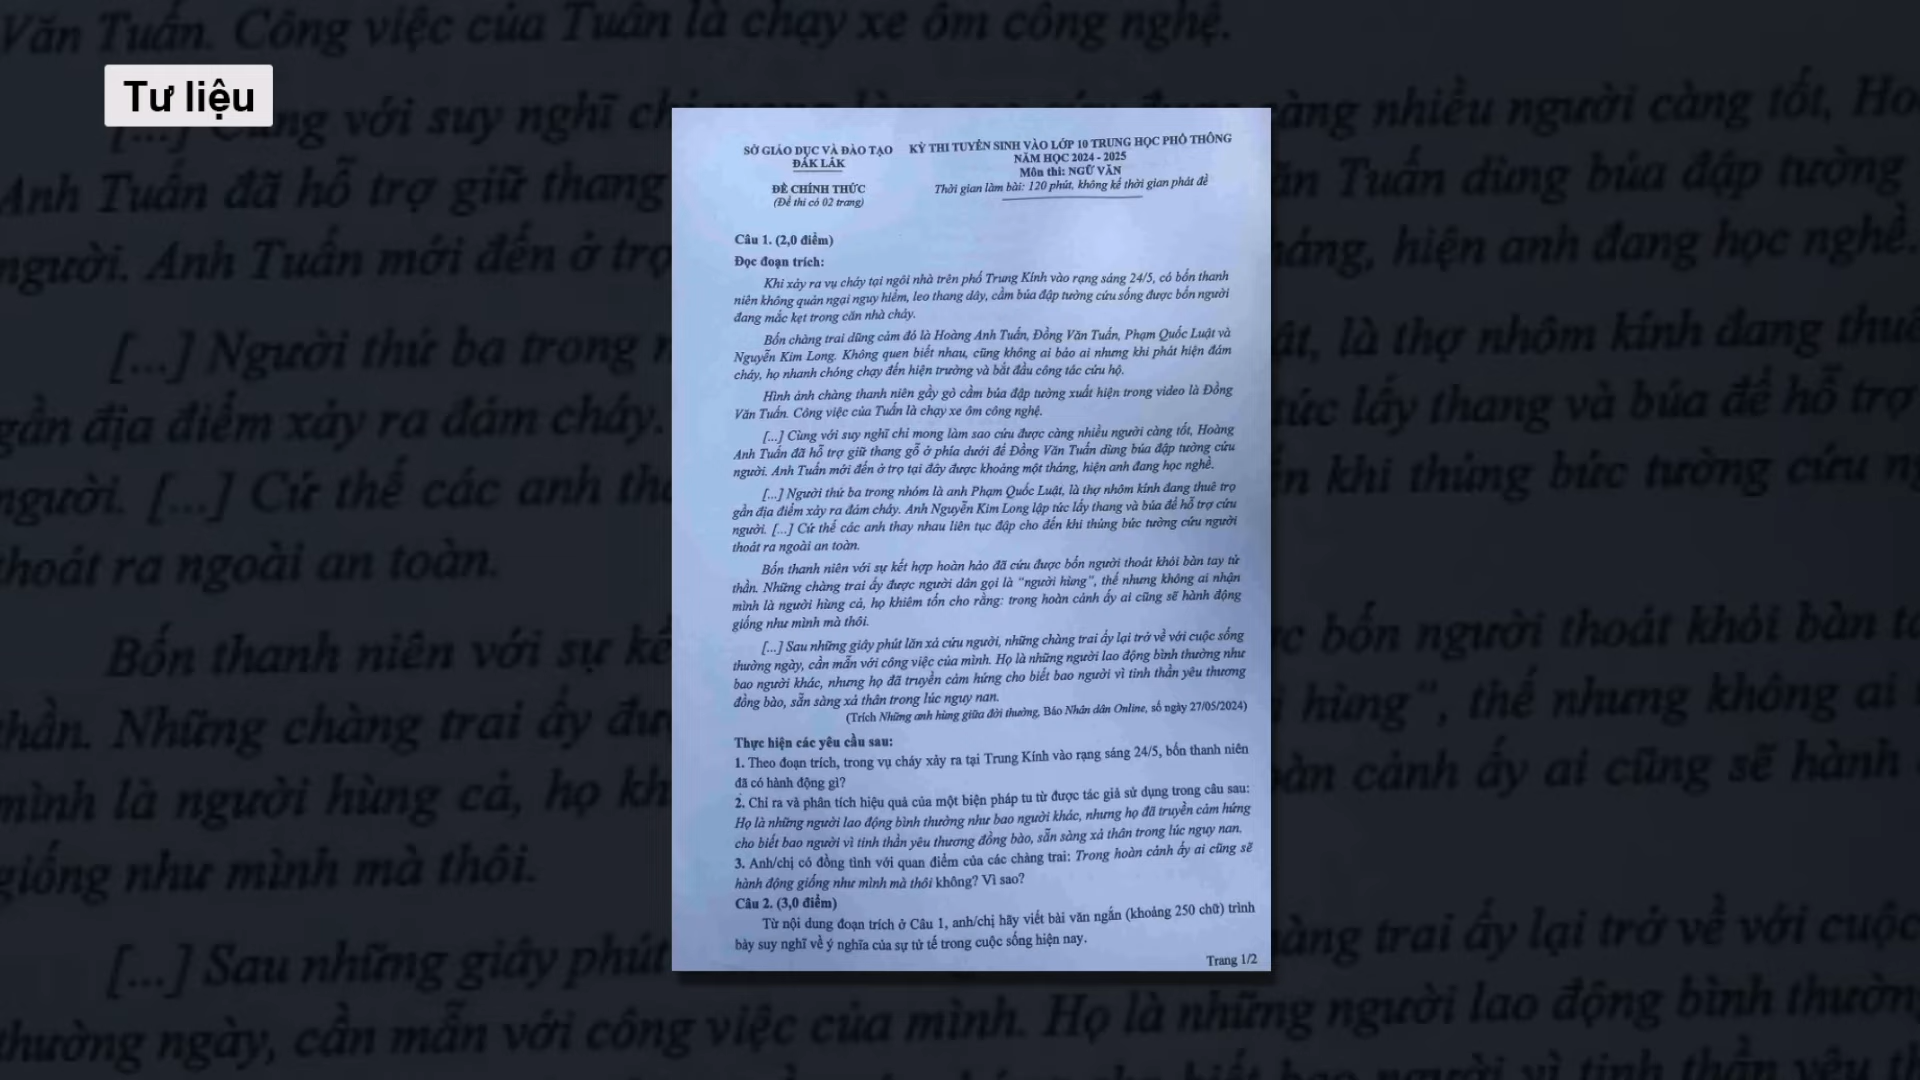 Văn Tuấn. Công việc của Tuấn là chạy xe ôm công nghệ.
Tư liệu
SỞ GIÁO DỤC VÀ ĐÀO TẠO
ĐẮK LẮK
ĐỀ CHÍNH THỨC
(Đề thi có 02 trang)
KỲ THI TUYỂN SINH VÀO LỚP 10 TRUNG HỌC PHỔ THÔNG
NĂM HỌC 2024 - 2025
Môn thi: NGỮ VĂN
Thời gian làm bài: 120 phút, không kể thời gian phát đề
Câu 1. (2,0 điểm)
Đọc đoạn trích:
Khi xảy ra vụ cháy tại ngôi nhà trên phố Trung Kính vào rạng sáng 24/5, có bốn thanh
niên không quản ngại nguy hiểm, leo thang dây, cầm búa đập tường cứu sống được bốn người
đang mắc kẹt trong căn nhà cháy.
Bốn chàng trai dũng cảm đó là Hoàng Anh Tuấn, Đồng Văn Tuấn, Phạm Quốc Luật và
Nguyễn Kim Long. Không quen biết nhau, cũng không ai bảo ai nhưng khi phát hiện đám
cháy, họ nhanh chóng chạy đến hiện trường và bắt đầu công tác cứu hộ.
Hình ảnh chàng thanh niên gầy gò cầm búa đập tường xuất hiện trong video là Đồng
Văn Tuấn. Công việc của Tuấn là chạy xe ôm công nghệ.
[...] Cùng với suy nghĩ chỉ mong làm sao cứu được càng nhiều người càng tốt, Hoàng
Anh Tuấn đã hỗ trợ giữ thang gỗ ở phía dưới để Đồng Văn Tuấn dùng búa đập tường cứu
người. Anh Tuấn mới đến ở trọ tại đây được khoảng một tháng, hiện anh đang học nghề.
[...] Người thứ ba trong nhóm là anh Phạm Quốc Luật, là thợ nhôm kính đang thuê trọ
gần địa điểm xảy ra đám cháy. Anh Nguyễn Kim Long lập tức lấy thang và búa để hỗ trợ cứu
người. [...] Cứ thế các anh thay nhau liên tục đập cho đến khi thủng bức tường cứu người
thoát ra ngoài an toàn.
Bốn thanh niên với sự kết hợp hoàn hảo đã cứu được bốn người thoát khỏi bàn tay tử
thần. Những chàng trai ấy được người dân gọi là "người hùng", thế nhưng không ai nhận
mình là người hùng cả, họ khiêm tốn cho rằng: trong hoàn cảnh ấy ai cũng sẽ hành động
giống như mình mà thôi.
[...] Sau những giây phút lăn xả cứu người, những chàng trai ấy lại trở về với cuộc sống
thường ngày, cần mẫn với công việc của mình. Họ là những người lao động bình thường như
bao người khác, nhưng họ đã truyền cảm hứng cho biết bao người vì tinh thần yêu thương
đồng bào, sẵn sàng xả thân trong lúc nguy nan.
(Trích Những anh hùng giữa đời thường, Báo Nhân dân Online, số ngày 27/05/2024)
Thực hiện các yêu cầu sau:
1. Theo đoạn trích, trong vụ cháy xảy ra tại Trung Kính vào rạng sáng 24/5, bốn thanh niên
đã có hành động gì?
2. Chỉ ra và phân tích hiệu quả của một biện pháp tu từ được tác giả sử dụng trong câu sau:
Họ là những người lao động bình thường như bao người khác, nhưng họ đã truyền cảm hứng
cho biết bao người vì tinh thần yêu thương đồng bào, sẵn sàng xả thân trong lúc nguy nan.
3. Anh/chị có đồng tình với quan điểm của các chàng trai: Trong hoàn cảnh ấy ai cũng sẽ
hành động giống như mình mà thôi không? Vì sao?
Câu 2. (3,0 điểm)
Từ nội dung đoạn trích ở Câu 1, anh/chị hãy viết bài văn ngắn (khoảng 250 chữ) trình
bày suy nghĩ về ý nghĩa của sự tử tế trong cuộc sống hiện nay.
Trang 1/2